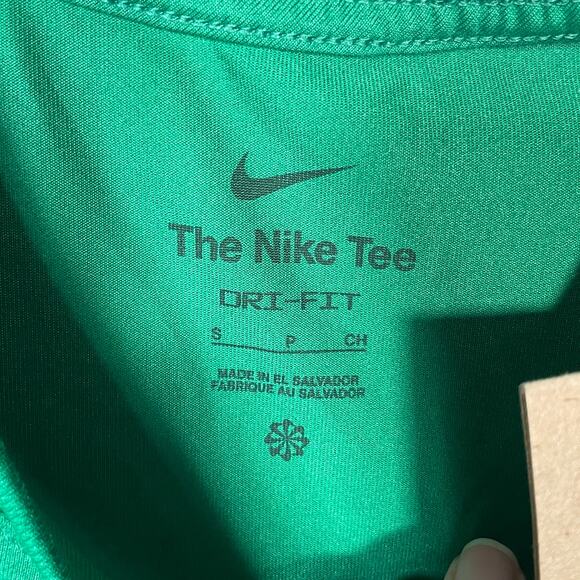 The Nike Tee
DRI-FIT
S P CH
MADE IN EL SALVADOR
FABRIQUE AU SALVADOR